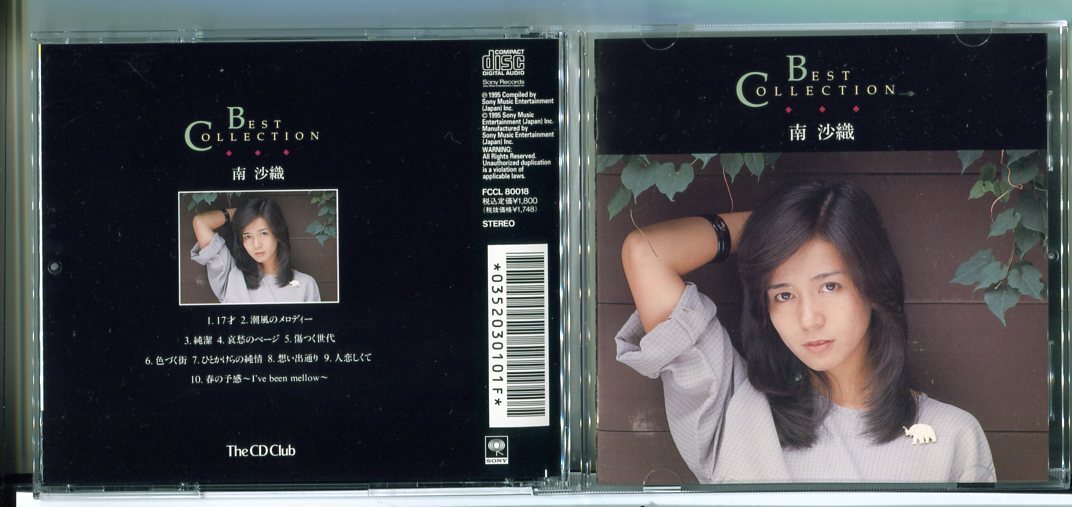 BEST
COLLECTION
南 沙織
1. 17才 2. 潮風のメロディー
3. 純潔 4. 哀愁のページ 5. 傷つく世代
6. 色づく街 7. ひとかけらの純情 8. 想い出通り 9. 人恋しくて
10. 春の予感～I've been mellow～
The CD Club
COMPACT
disc
DIGITAL AUDIO
Sony Records
℗ 1995 Compiled by
Sony Music Entertainment
(Japan) Inc.
© 1995 Sony Music
Entertainment (Japan) Inc.
Manufactured by
Sony Music Entertainment
(Japan) Inc.
WARNING:
All Rights Reserved.
Unauthorized duplication
is a violation of
applicable laws.
FCCL 80018
税込定価¥1,800
(税抜価格¥1,748)
STEREO
*0352030101F*
SONY
BEST
COLLECTION
南 沙織